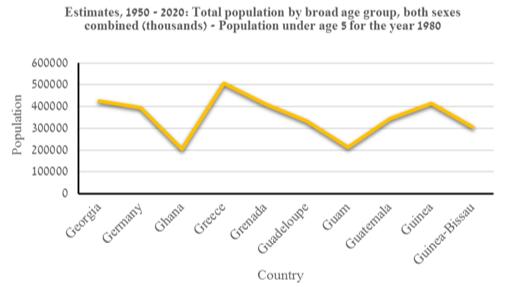 Estimates, 1950 - 2020: Total population by broad age group, both sexes
combined (thousands) - Population under age 5 for the year 1980
Population
600000
500000
400000
300000
200000
100000
0
Georgia
Germany
Ghana
Greece
Grenada
Guadeloupe
Guam
Guatemala
Guinea
Guinea-Bissau
Country